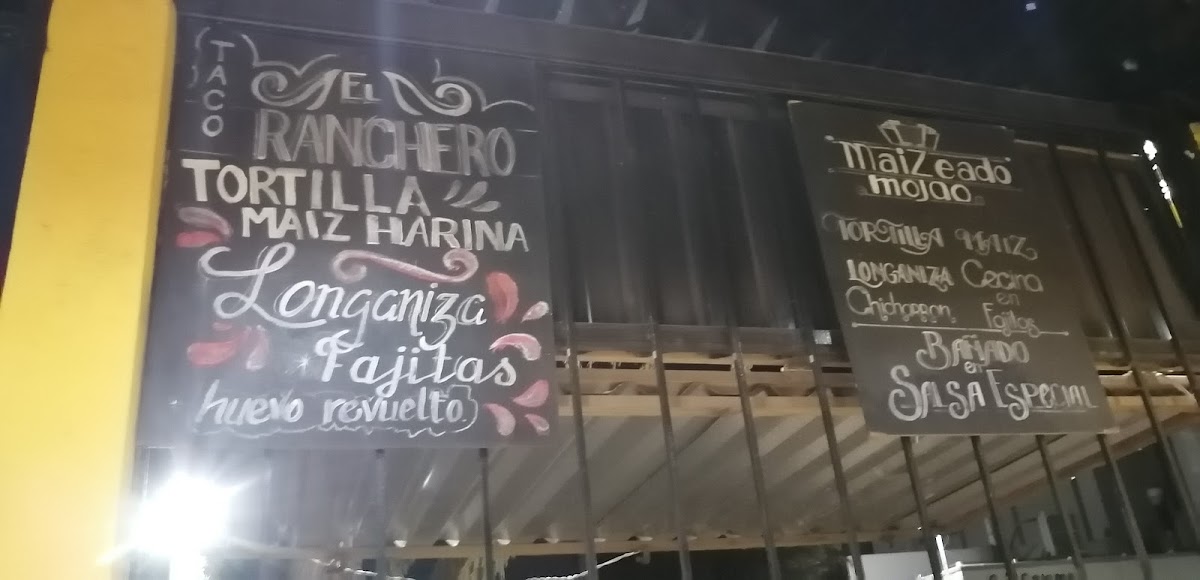 TACO
EL
RANCHERO
TORTILLA
MAIZ HARINA
Longaniza
Fajitas
huevo revuelto.
MaiZeado
mojado
TORTILLA MAIZ
LONGANIZA Cecina
en
Chicharron Fajitas
BAÑADO
en
SALSA ESPECIAL